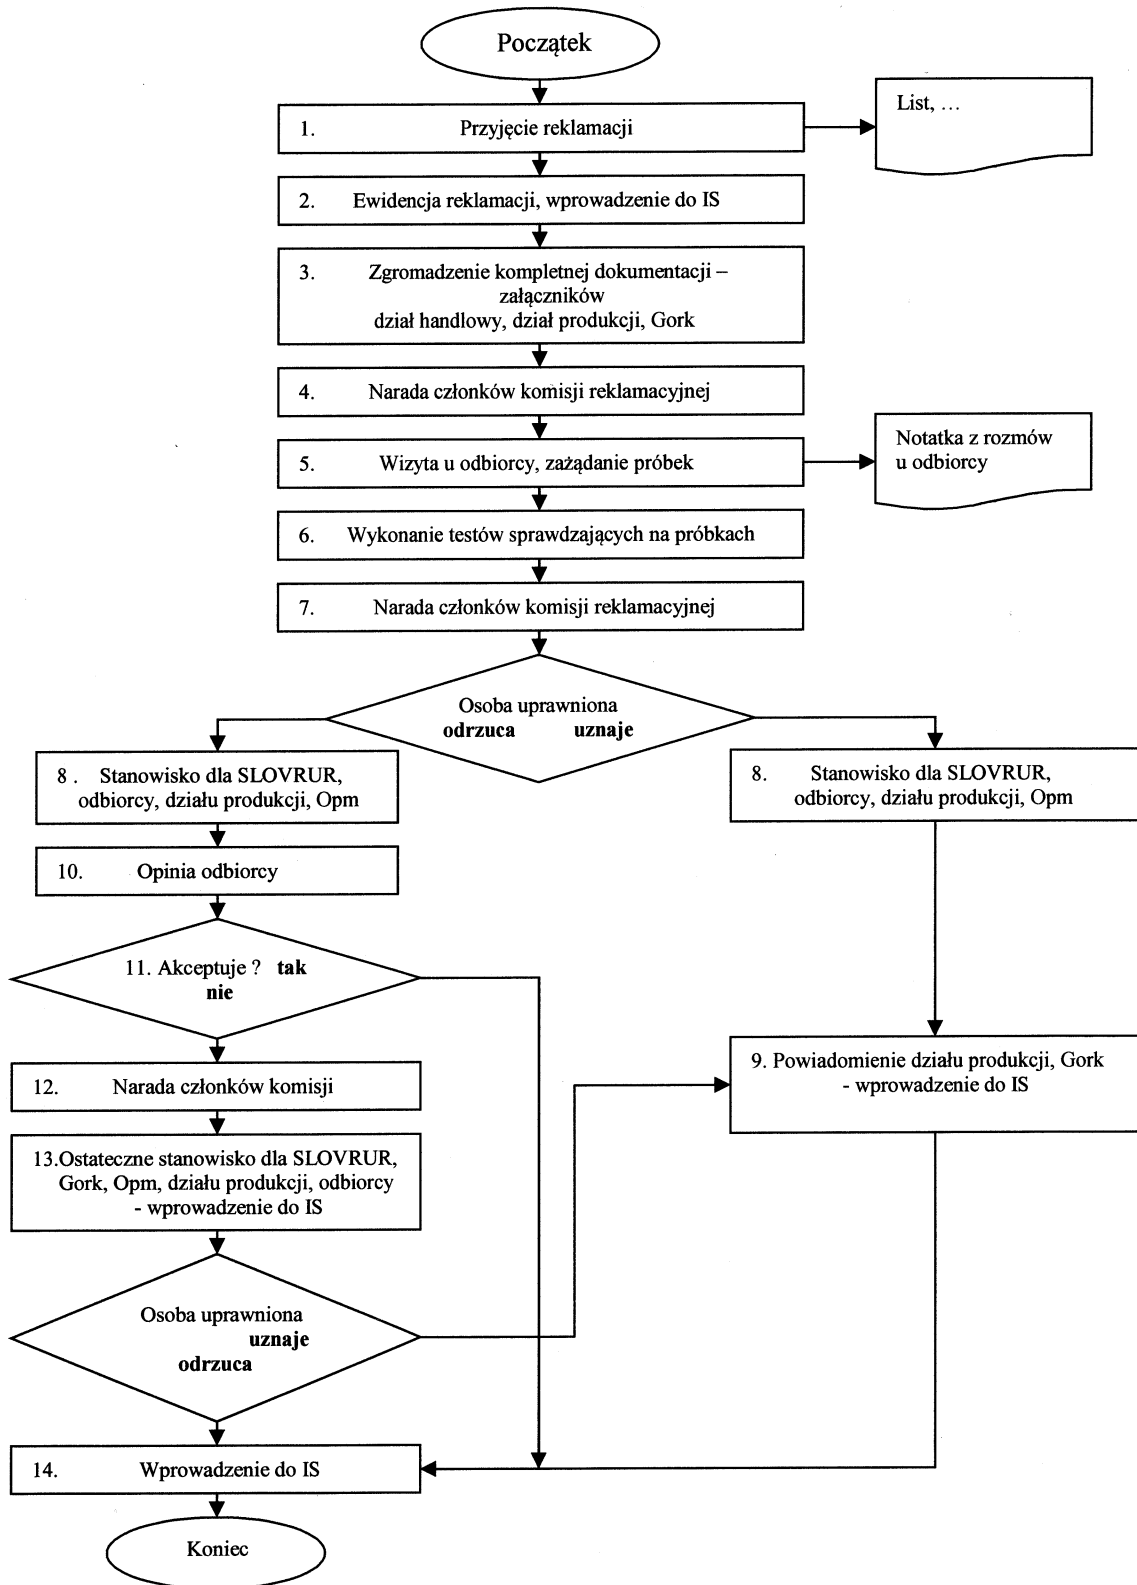 Początek
1. Przyjęcie reklamacji
List, …
2. Ewidencja reklamacji, wprowadzenie do IS
3. Zgromadzenie kompletnej dokumentacji –
załączników
dział handlowy, dział produkcji, Gork
4. Narada członków komisji reklamacyjnej
5. Wizyta u odbiorcy, zażądanie próbek
Notatka z rozmów
u odbiorcy
6. Wykonanie testów sprawdzających na próbkach
7. Narada członków komisji reklamacyjnej
Osoba uprawniona
odrzuca uznaje
8 . Stanowisko dla SLOVRUR,
odbiorcy, działu produkcji, Opm
8. Stanowisko dla SLOVRUR,
odbiorcy, działu produkcji, Opm
10. Opinia odbiorcy
11. Akceptuje ? tak
nie
9. Powiadomienie działu produkcji, Gork
- wprowadzenie do IS
12. Narada członków komisji
13.Ostateczne stanowisko dla SLOVRUR,
Gork, Opm, działu produkcji, odbiorcy
- wprowadzenie do IS
Osoba uprawniona
uznaje
odrzuca
14. Wprowadzenie do IS
Koniec